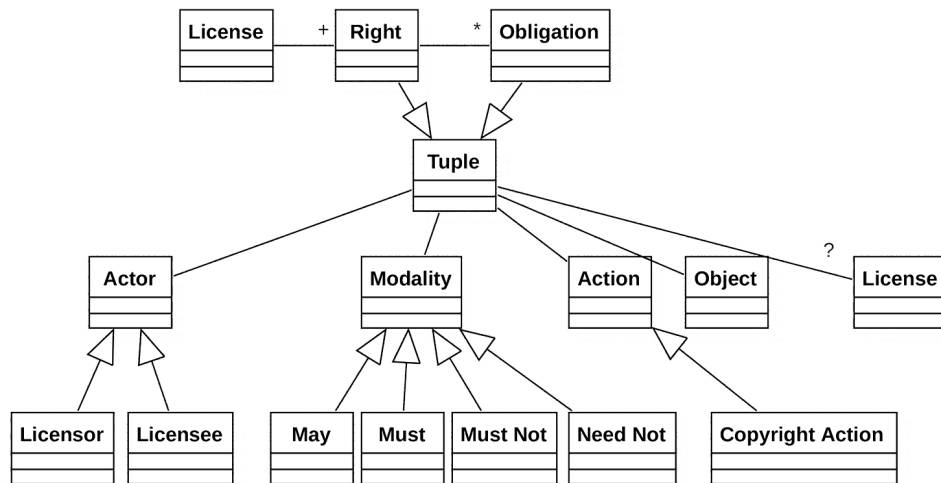 License + Right * Obligation
Tuple
?
Actor Modality Action Object License
Licensor Licensee May Must Must Not Need Not Copyright Action